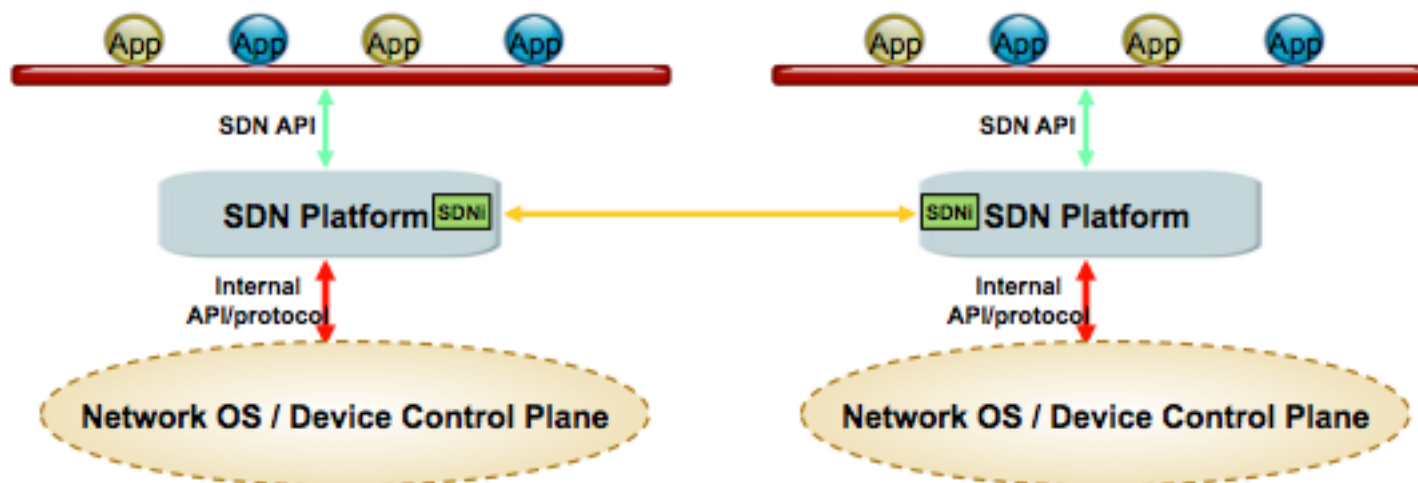 App App App App App App App App
SDN API SDN API
SDN Platform SDNi SDNi SDN Platform
Internal Internal
API/protocol API/protocol
Network OS / Device Control Plane Network OS / Device Control Plane